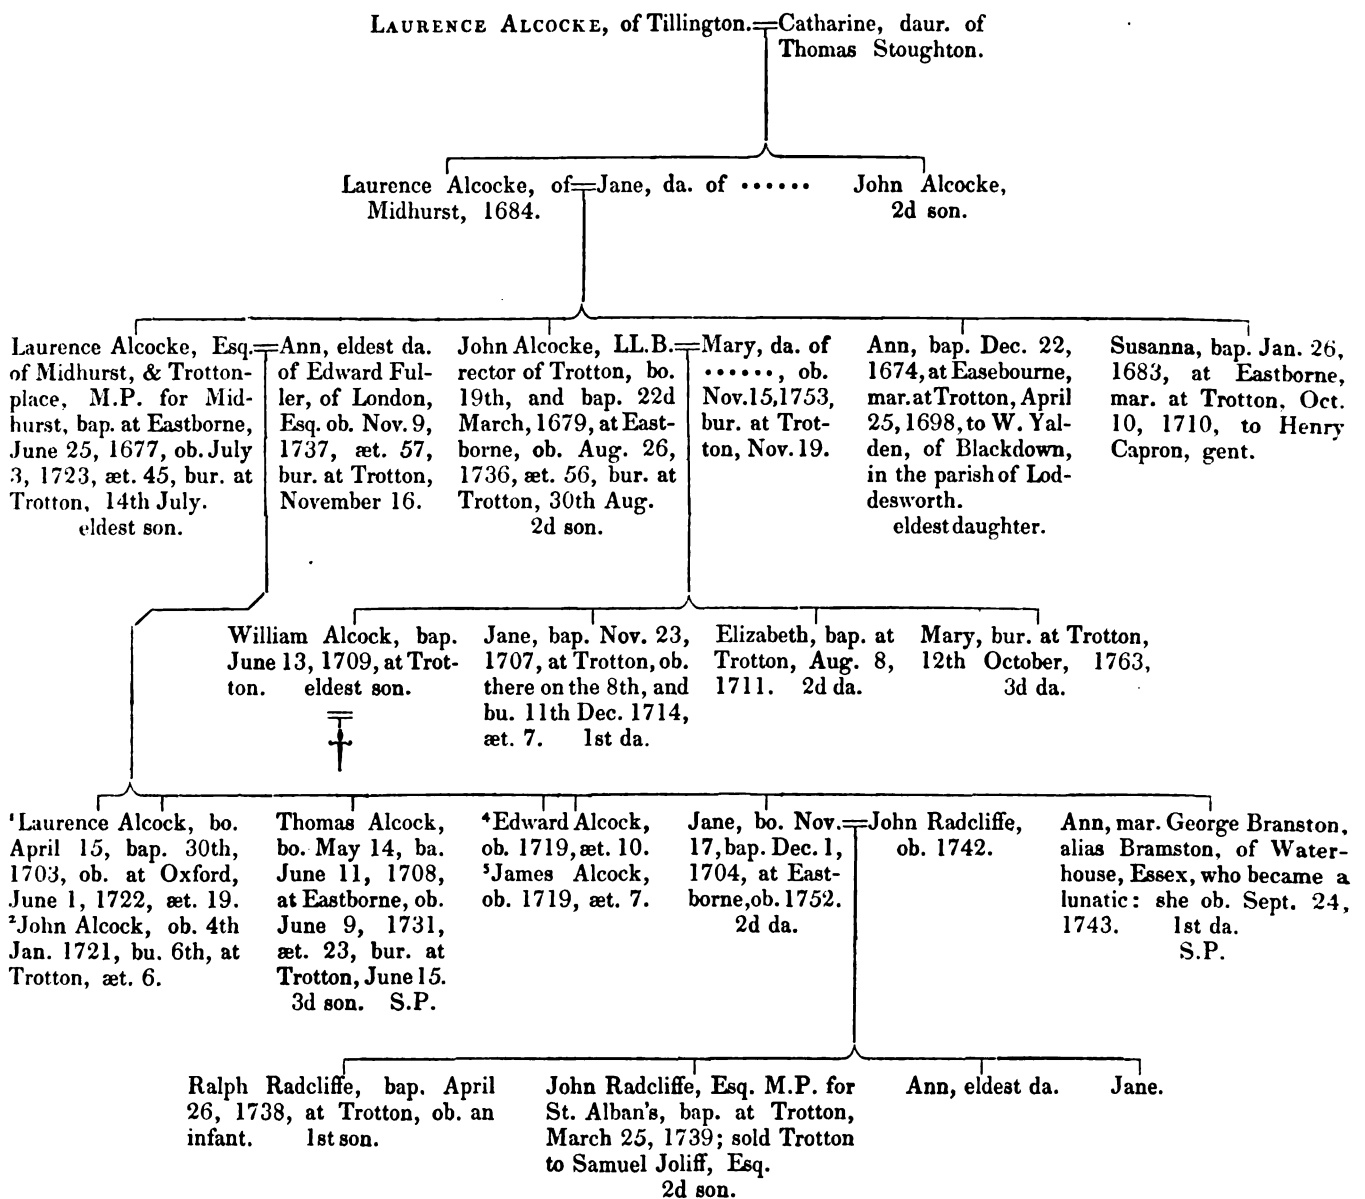 LAURENCE ALCOCKE, of Tillington.=Catharine, daur. of
Thomas Stoughton.
Laurence Alcocke, of=Jane, da. of ······
Midhurst, 1684.
John Alcocke,
2d son.
Laurence Alcocke, Esq.=
of Midhurst, & Trotton-
place, M.P. for Mid-
hurst, bap. at Eastborne,
June 25, 1677, ob. July
3, 1723, æt. 45, bur. at
Trotton, 14th July.
eldest son.
Ann, eldest da.
of Edward Ful-
ler, of London,
Esq. ob. Nov. 9,
1737, æt. 57,
bur. at Trotton,
November 16.
John Alcocke, LL.B.=
rector of Trotton, bo.
19th, and bap. 22d
March, 1679, at East-
borne, ob. Aug. 26,
1736, æt. 56, bur. at
Trotton, 30th Aug.
2d son.
Mary, da. of
······, ob.
Nov. 15, 1753,
bur. at Trot-
ton, Nov. 19.
Ann, bap. Dec. 22,
1674, at Easebourne,
mar. at Trotton, April
25, 1698, to W. Yal-
den, of Blackdown,
in the parish of Lod-
desworth.
eldest daughter.
Susanna, bap. Jan. 26,
1683, at Eastborne,
mar. at Trotton, Oct.
10, 1710, to Henry
Capron, gent.
William Alcock, bap.
June 13, 1709, at Trot-
ton. eldest son.
Jane, bap. Nov. 23,
1707, at Trotton, ob.
there on the 8th, and
bu. 11th Dec. 1714,
æt. 7. 1st da.
Elizabeth, bap. at
Trotton, Aug. 8,
1711. 2d da.
Mary, bur. at Trotton,
12th October, 1763,
3d da.
¹Laurence Alcock, bo.
April 15, bap. 30th,
1703, ob. at Oxford,
June 1, 1722, æt. 19.
²John Alcock, ob. 4th
Jan. 1721, bu. 6th, at
Trotton, æt. 6.
Thomas Alcock,
bo. May 14, ba.
June 11, 1708,
at Eastborne, ob.
June 9, 1731,
æt. 23, bur. at
Trotton, June 15.
3d son. S.P.
⁴Edward Alcock,
ob. 1719, æt. 10.
⁵James Alcock,
ob. 1719, æt. 7.
Jane, bo. Nov.=
17, bap. Dec. 1,
1704, at East-
borne, ob. 1752.
2d da.
John Radcliffe,
ob. 1742.
Ann, mar. George Branston,
alias Bramston, of Water-
house, Essex, who became a
lunatic: she ob. Sept. 24,
1743. 1st da.
S.P.
Ralph Radcliffe, bap. April
26, 1738, at Trotton, ob. an
infant. 1st son.
John Radcliffe, Esq. M.P. for
St. Alban's, bap. at Trotton,
March 25, 1739; sold Trotton
to Samuel Joliff, Esq.
2d son.
Ann, eldest da.
Jane.